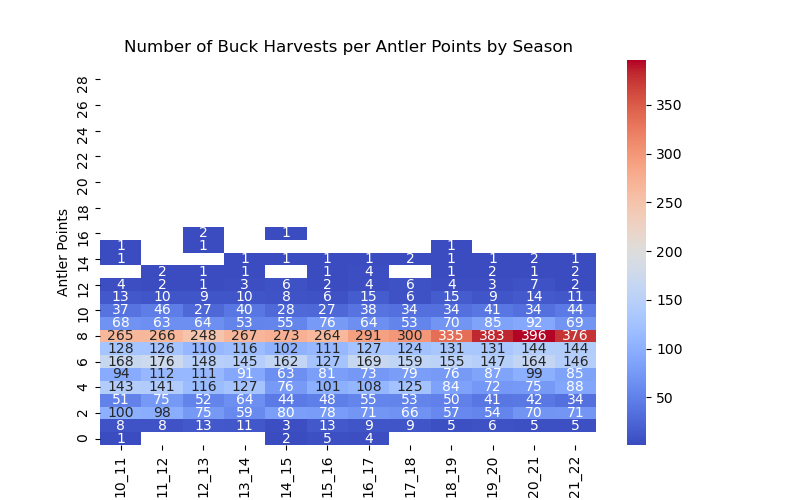 Number of Buck Harvests per Antler Points by Season
Antler Points
28
26
24
22
20
18
16 2 1
1 1 1
14 1 1 1 1 1 2 1 1 2 1
2 1 1 1 4 1 2 1 2
12 4 2 1 3 6 2 4 6 4 3 7 2
13 10 9 10 8 6 15 6 15 9 14 11
10 37 46 27 40 28 27 38 34 34 41 34 44
68 63 64 53 55 76 64 53 70 85 92 69
8 265 266 248 267 273 264 291 300 335 383 396 376
128 126 110 116 102 111 127 124 131 131 144 144
6 168 176 148 145 162 127 169 159 155 147 164 146
94 112 111 91 63 81 73 79 76 87 99 85
4 143 141 116 127 76 101 108 125 84 72 75 88
51 75 52 64 44 48 55 53 50 41 42 34
2 100 98 75 59 80 78 71 66 57 54 70 71
8 8 13 11 3 13 9 9 5 6 5 5
0 1 2 5 4
10_11 11_12 12_13 13_14 14_15 15_16 16_17 17_18 18_19 19_20 20_21 21_22
350
300
250
200
150
100
50